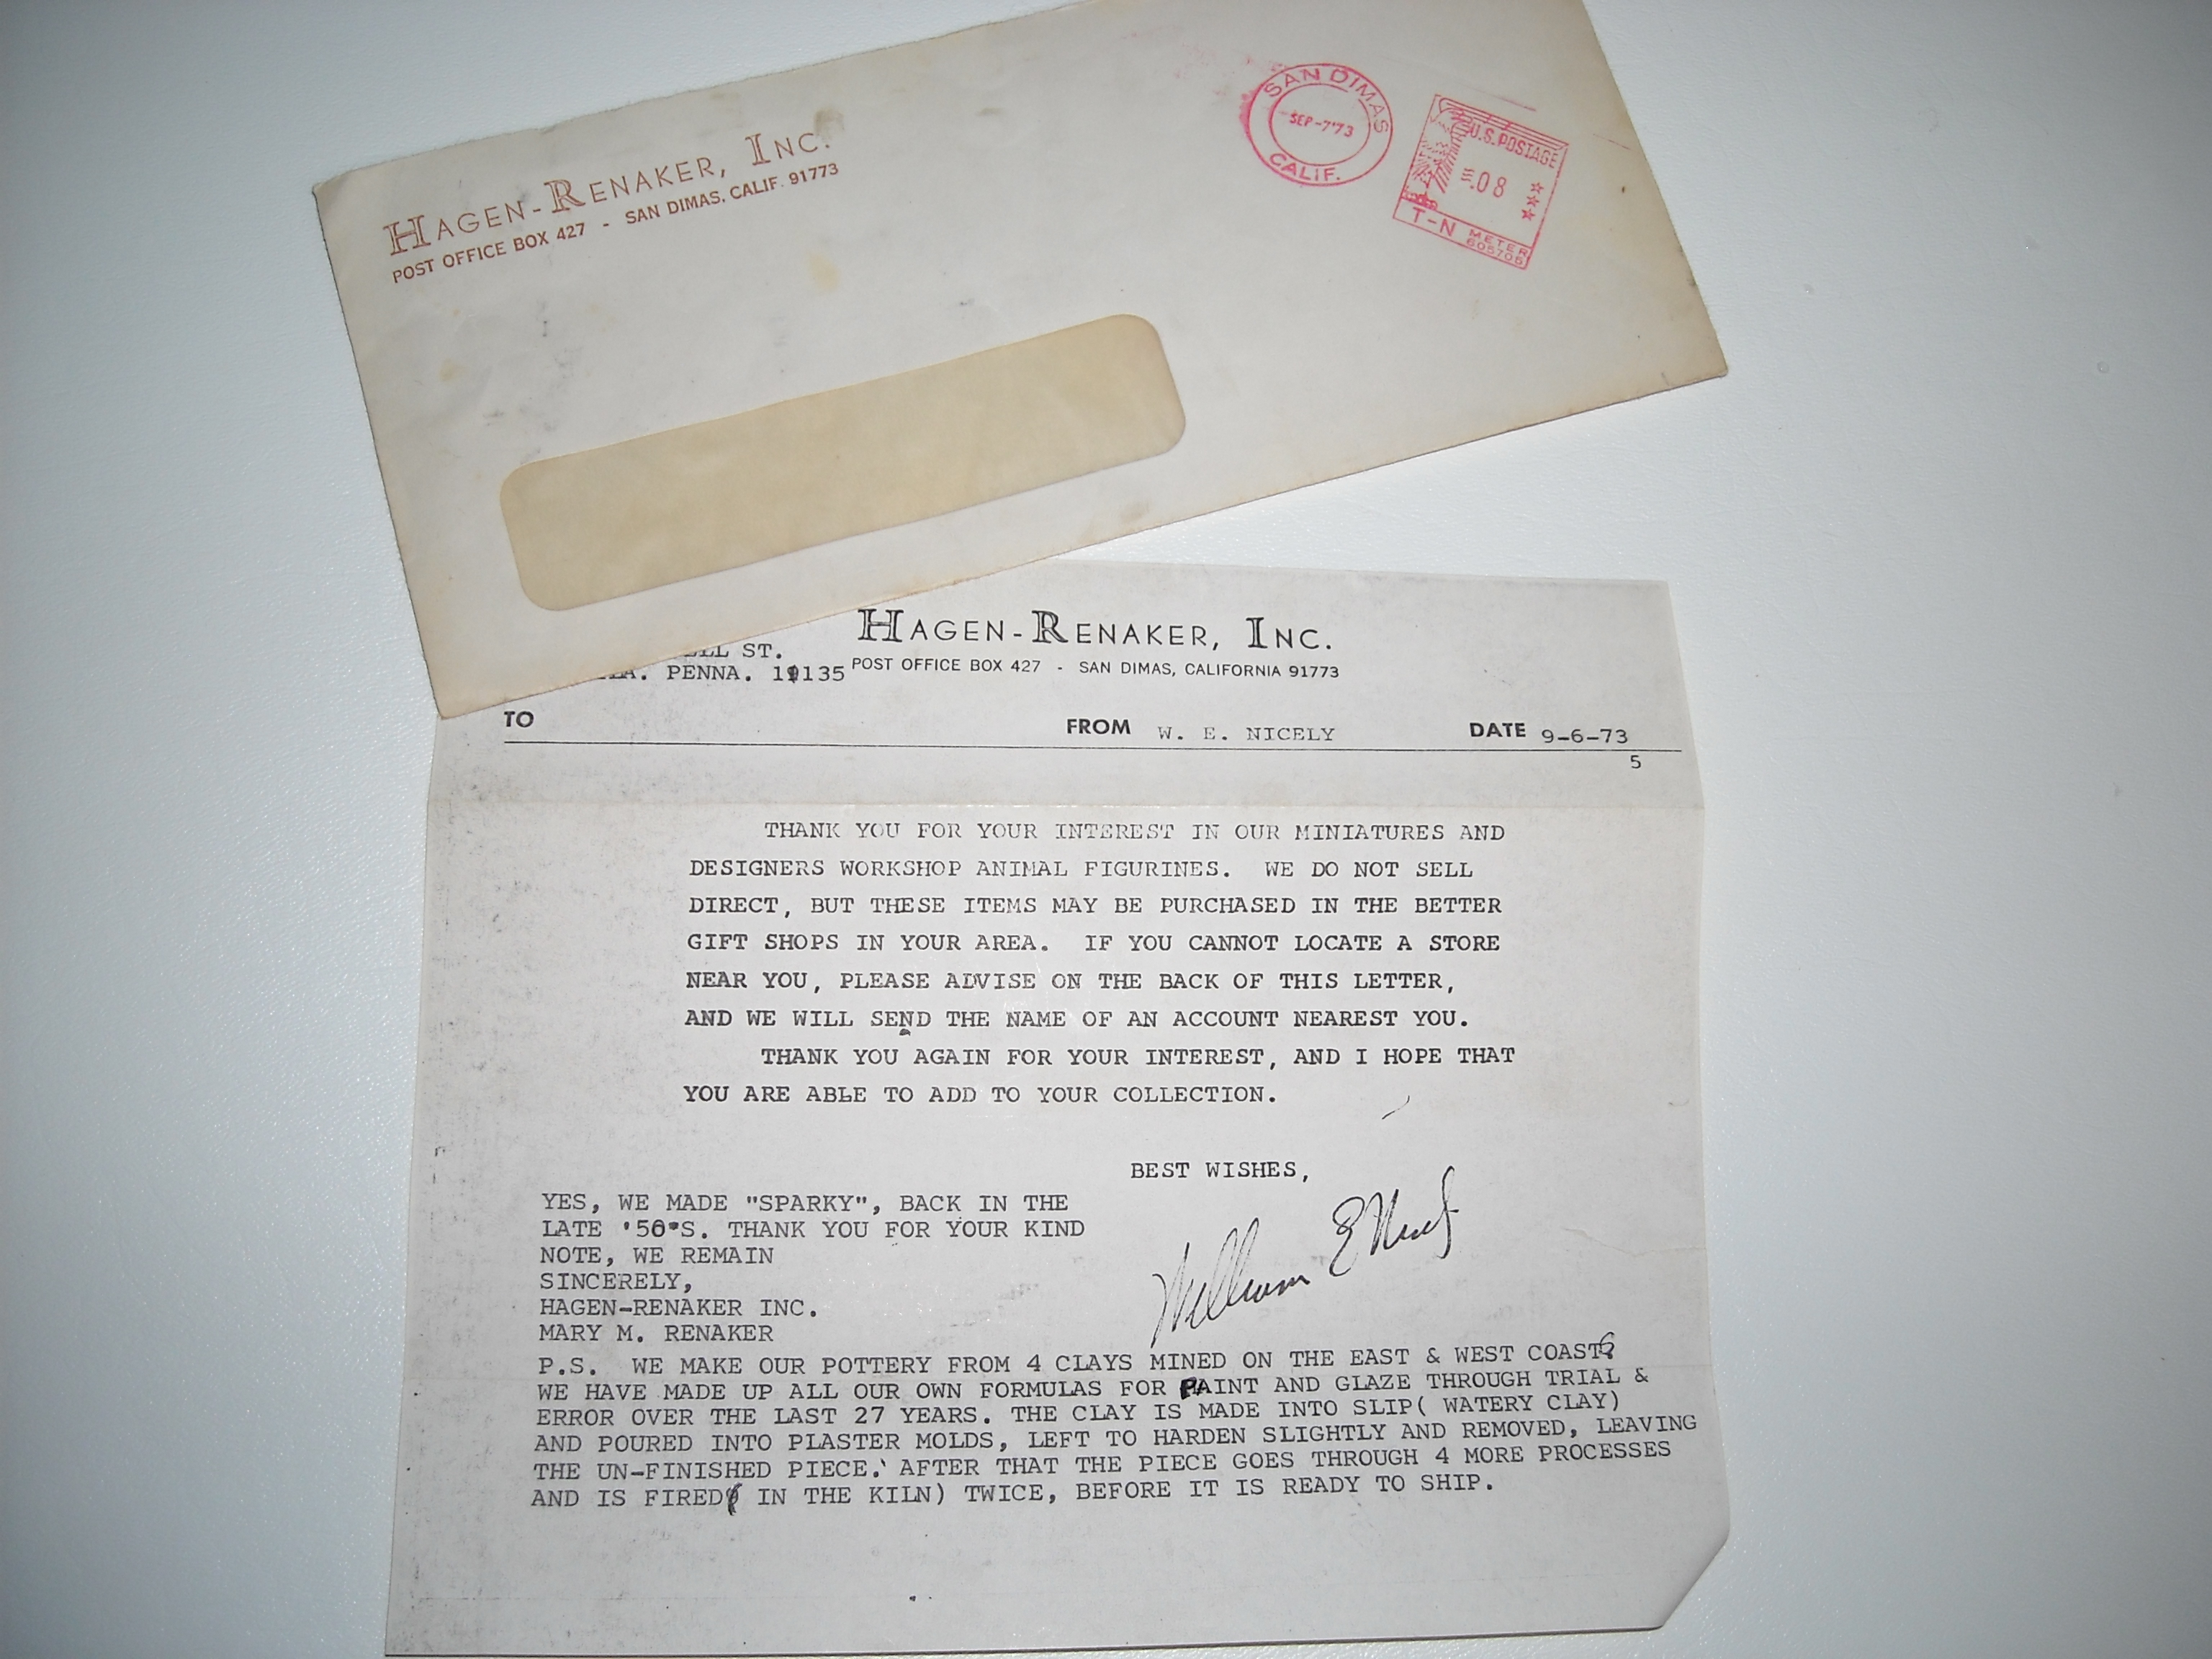 HAGEN-RENAKER, INC.
POST OFFICE BOX 427 - SAN DIMAS, CALIF. 91773
SAN DIMAS
SEP-7'73
CALIF.
U.S. POSTAGE
.08
T-N METER
HAGEN-RENAKER, INC.
POST OFFICE BOX 427 - SAN DIMAS, CALIFORNIA 91773
ST.
PENNA. 19135
TO FROM W. E. NICELY DATE 9-6-73
5
THANK YOU FOR YOUR INTEREST IN OUR MINIATURES AND
DESIGNERS WORKSHOP ANIMAL FIGURINES. WE DO NOT SELL
DIRECT, BUT THESE ITEMS MAY BE PURCHASED IN THE BETTER
GIFT SHOPS IN YOUR AREA. IF YOU CANNOT LOCATE A STORE
NEAR YOU, PLEASE ADVISE ON THE BACK OF THIS LETTER,
AND WE WILL SEND THE NAME OF AN ACCOUNT NEAREST YOU.
THANK YOU AGAIN FOR YOUR INTEREST, AND I HOPE THAT
YOU ARE ABLE TO ADD TO YOUR COLLECTION.
BEST WISHES,
William E Nicely
YES, WE MADE "SPARKY", BACK IN THE
LATE '50'S. THANK YOU FOR YOUR KIND
NOTE, WE REMAIN
SINCERELY,
HAGEN-RENAKER INC.
MARY M. RENAKER
P.S. WE MAKE OUR POTTERY FROM 4 CLAYS MINED ON THE EAST & WEST COASTS
WE HAVE MADE UP ALL OUR OWN FORMULAS FOR PAINT AND GLAZE THROUGH TRIAL &
ERROR OVER THE LAST 27 YEARS. THE CLAY IS MADE INTO SLIP( WATERY CLAY)
AND POURED INTO PLASTER MOLDS, LEFT TO HARDEN SLIGHTLY AND REMOVED, LEAVING
THE UN-FINISHED PIECE. AFTER THAT THE PIECE GOES THROUGH 4 MORE PROCESSES
AND IS FIRED( IN THE KILN) TWICE, BEFORE IT IS READY TO SHIP.